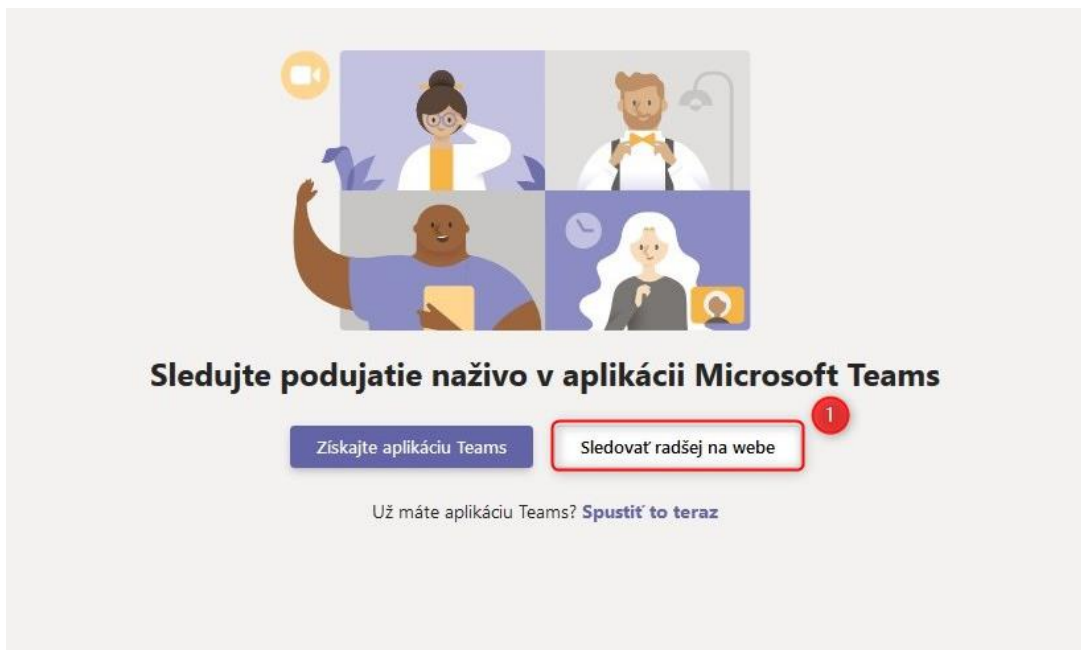 Sledujte podujatie naživo v aplikácii Microsoft Teams
1
Získajte aplikáciu Teams
Sledovať radšej na webe
Už máte aplikáciu Teams? Spustiť to teraz